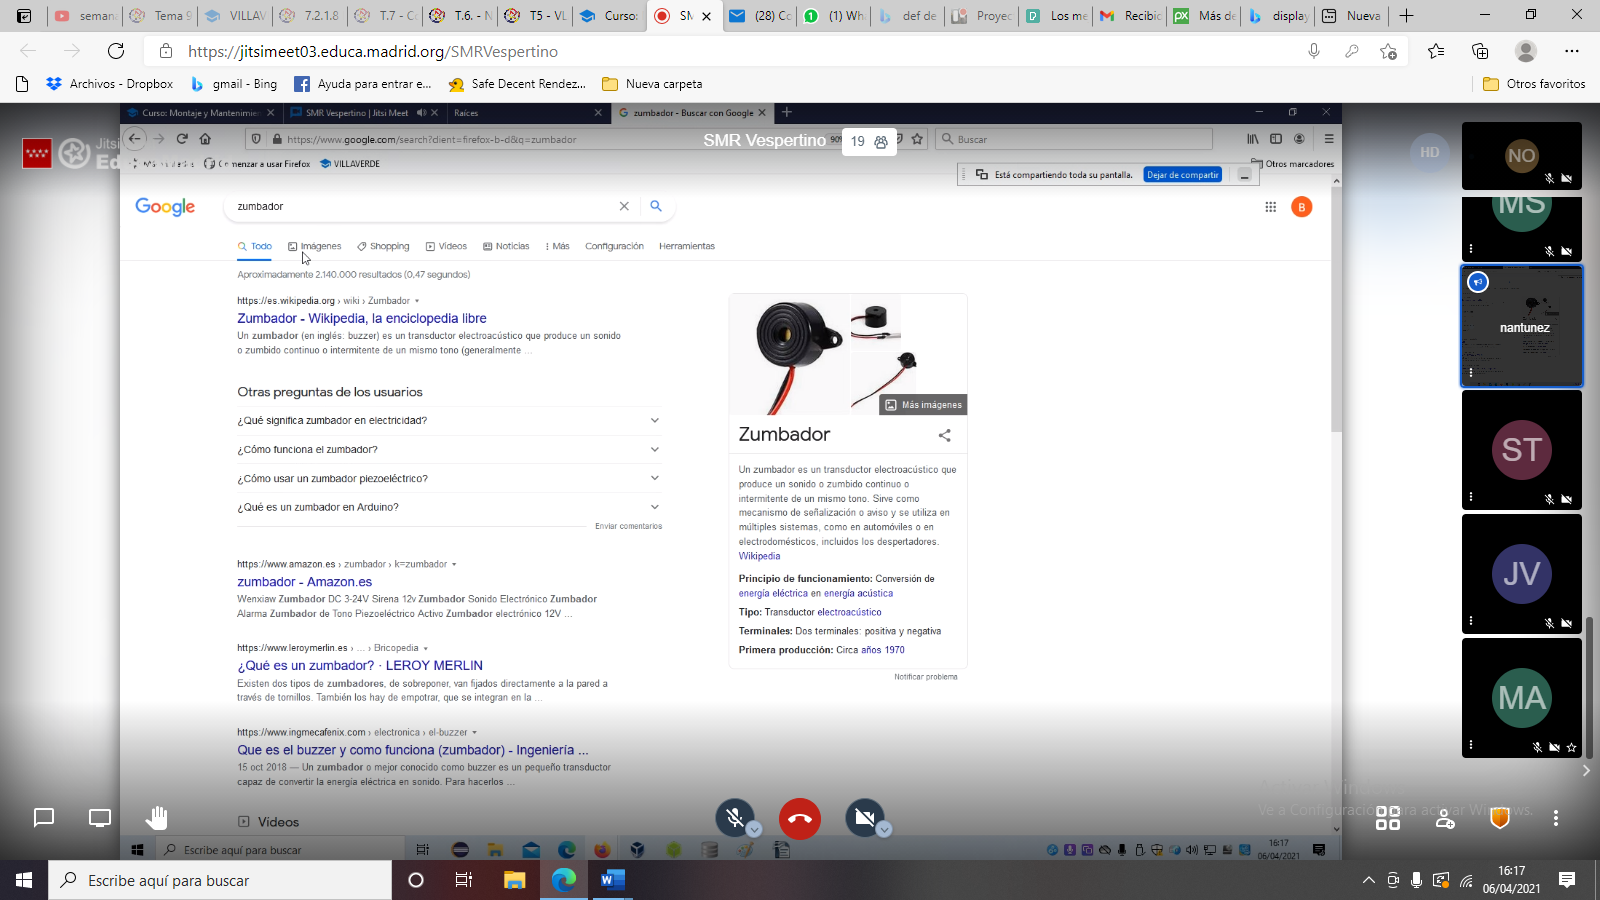 seman
Tema 9
VILLAV
7.2.1.8
T.7 - Co
T.6. - N
T5 - VL
Curso:
SM
(28) Co
(1) Wha
def de
Proyec
Los me
Recibid
Más de
display
Nueva
https://jitsimeet03.educa.madrid.org/SMRVespertino
Archivos - Dropbox
gmail - Bing
Ayuda para entrar e...
Safe Decent Rendez...
Nueva carpeta
Otros favoritos
Curso: Montaje y Mantenimie
SMR Vespertino | Jitsi Meet
Raíces
zumbador - Buscar con Google
https://www.google.com/search?client=firefox-b-d&q=zumbador
90%
Buscar
SMR Vespertino
19
HD
Jitsi
Comenzar a usar Firefox
VILLAVERDE
Otros marcadores
Está compartiendo toda su pantalla.
Dejar de compartir
Google
zumbador
B
Todo
Imágenes
Shopping
Vídeos
Noticias
Más
Configuración
Herramientas
Aproximadamente 2.140.000 resultados (0,47 segundos)
https://es.wikipedia.org › wiki › Zumbador
Zumbador - Wikipedia, la enciclopedia libre
Un zumbador (en inglés: buzzer) es un transductor electroacústico que produce un sonido
o zumbido continuo o intermitente de un mismo tono (generalmente ...
Otras preguntas de los usuarios
¿Qué significa zumbador en electricidad?
¿Cómo funciona el zumbador?
¿Cómo usar un zumbador piezoeléctrico?
¿Qué es un zumbador en Arduino?
Enviar comentarios
https://www.amazon.es › zumbador › k=zumbador
zumbador - Amazon.es
Wenxiaw Zumbador DC 3-24V Sirena 12v Zumbador Sonido Electrónico Zumbador
Alarma Zumbador de Tono Piezoeléctrico Activo Zumbador electrónico 12V ...
https://www.leroymerlin.es › ... › Bricopedia
¿Qué es un zumbador? · LEROY MERLIN
Existen dos tipos de zumbadores, de sobreponer, van fijados directamente a la pared a
través de tornillos. También los hay de empotrar, que se integran en la ...
https://www.ingmecafenix.com › electronica › el-buzzer
Que es el buzzer y como funciona (zumbador) - Ingeniería ...
15 oct 2018 — Un zumbador o mejor conocido como buzzer es un pequeño transductor
capaz de convertir la energía eléctrica en sonido. Para hacerlos ...
Vídeos
Más imágenes
Zumbador
Un zumbador es un transductor electroacústico que
produce un sonido o zumbido continuo o
intermitente de un mismo tono. Sirve como
mecanismo de señalización o aviso y se utiliza en
múltiples sistemas, como en automóviles o en
electrodomésticos, incluidos los despertadores.
Wikipedia
Principio de funcionamiento: Conversión de
energía eléctrica en energía acústica
Tipo: Transductor electroacústico
Terminales: Dos terminales: positiva y negativa
Primera producción: Circa años 1970
Notificar problema
NO
MS
nantunez
ST
JV
MA
Ve a Configuración para activar Windows.
Escribe aquí para buscar
16:17
06/04/2021
Escribe aquí para buscar
16:17
06/04/2021